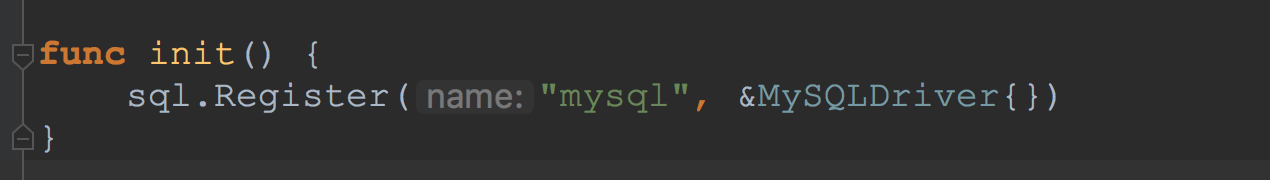 func init() {
    sql.Register( name: "mysql", &MySQLDriver{})
}